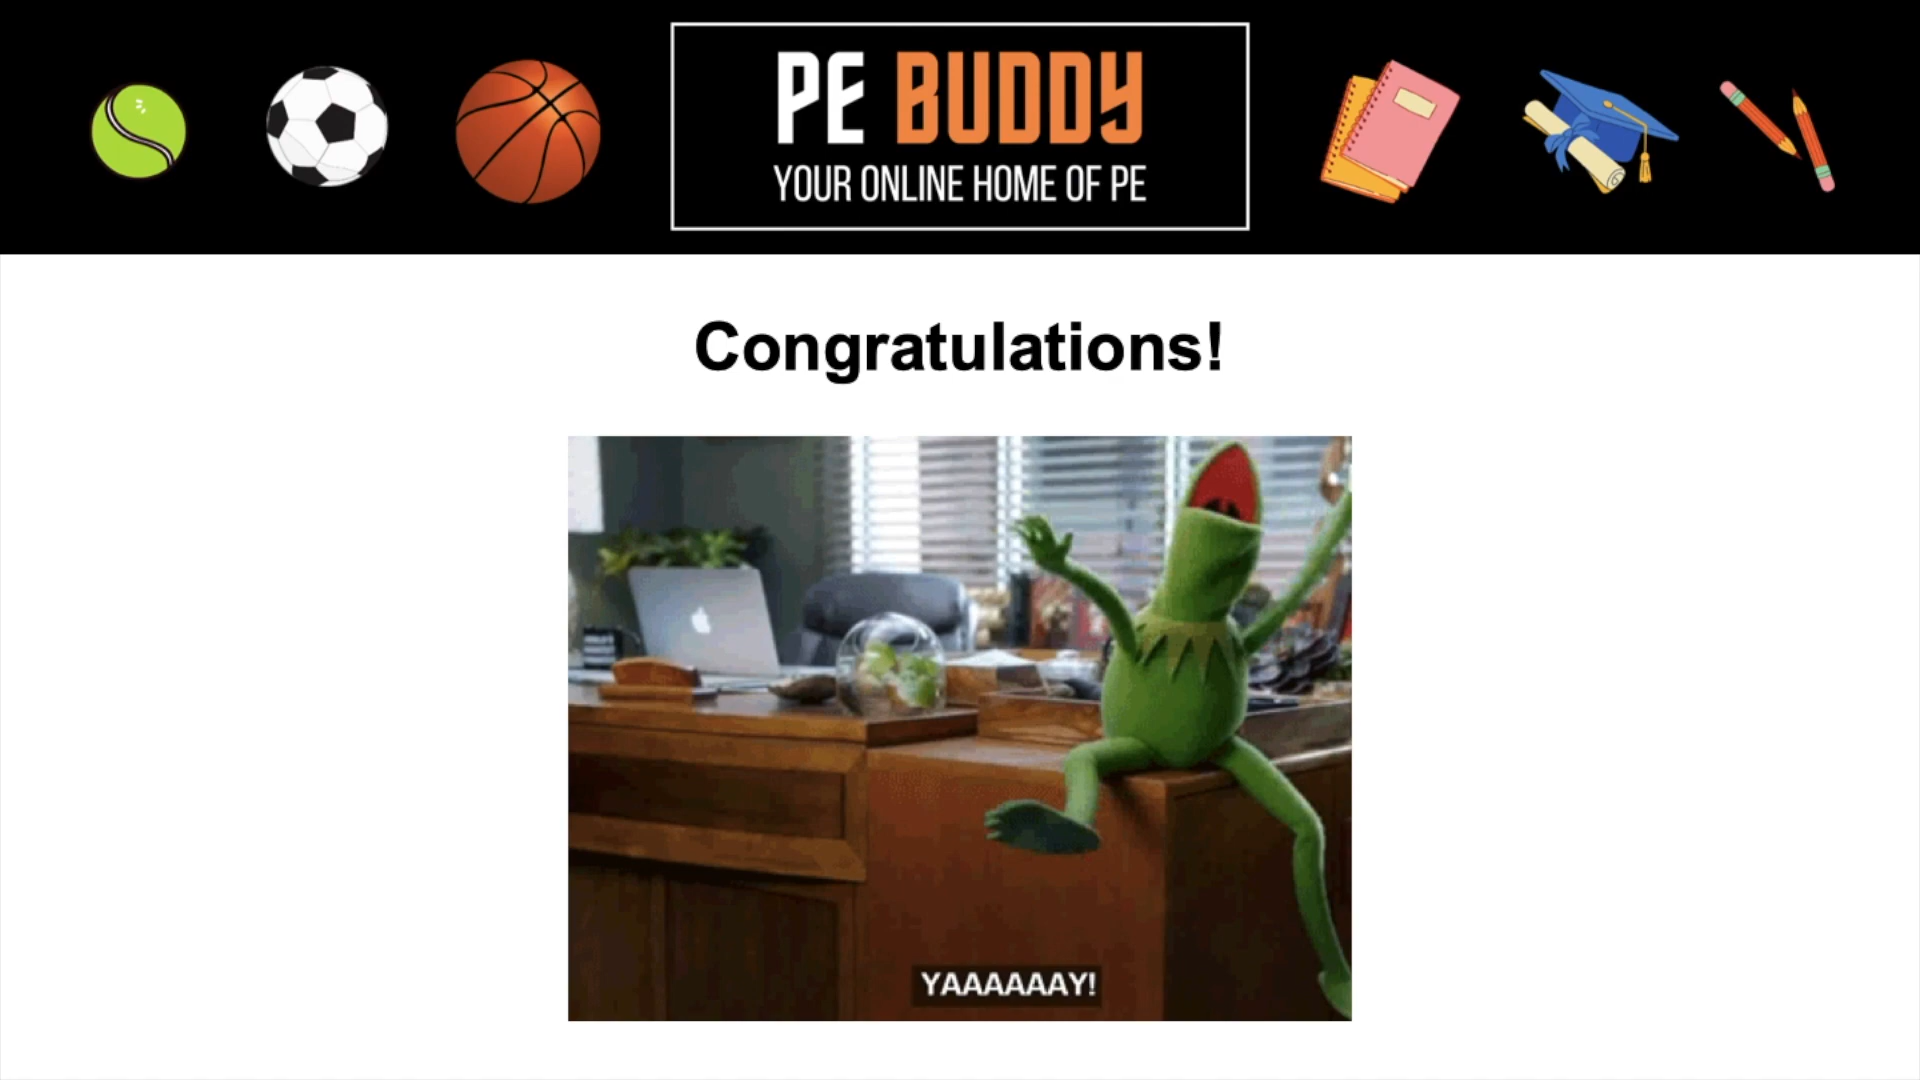 PE BUDDY
YOUR ONLINE HOME OF PE
Congratulations!
YAAAAAAY!